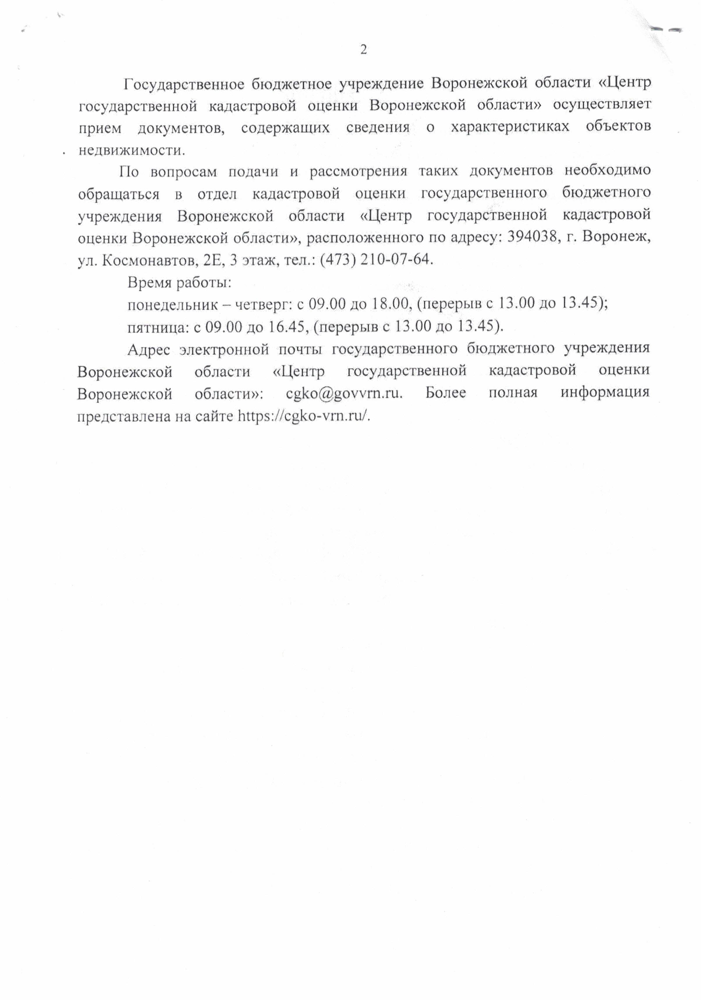 2
Государственное бюджетное учреждение Воронежской области «Центр
государственной кадастровой оценки Воронежской области» осуществляет
прием документов, содержащих сведения о характеристиках объектов
недвижимости.
По вопросам подачи и рассмотрения таких документов необходимо
обращаться в отдел кадастровой оценки государственного бюджетного
учреждения Воронежской области «Центр государственной кадастровой
оценки Воронежской области», расположенного по адресу: 394038, г. Воронеж,
ул. Космонавтов, 2Е, 3 этаж, тел.: (473) 210-07-64.
Время работы:
понедельник – четверг: с 09.00 до 18.00, (перерыв с 13.00 до 13.45);
пятница: с 09.00 до 16.45, (перерыв с 13.00 до 13.45).
Адрес электронной почты государственного бюджетного учреждения
Воронежской области «Центр государственной кадастровой оценки
Воронежской области»: cgko@govvrn.ru. Более полная информация
представлена на сайте https://cgko-vrn.ru/.